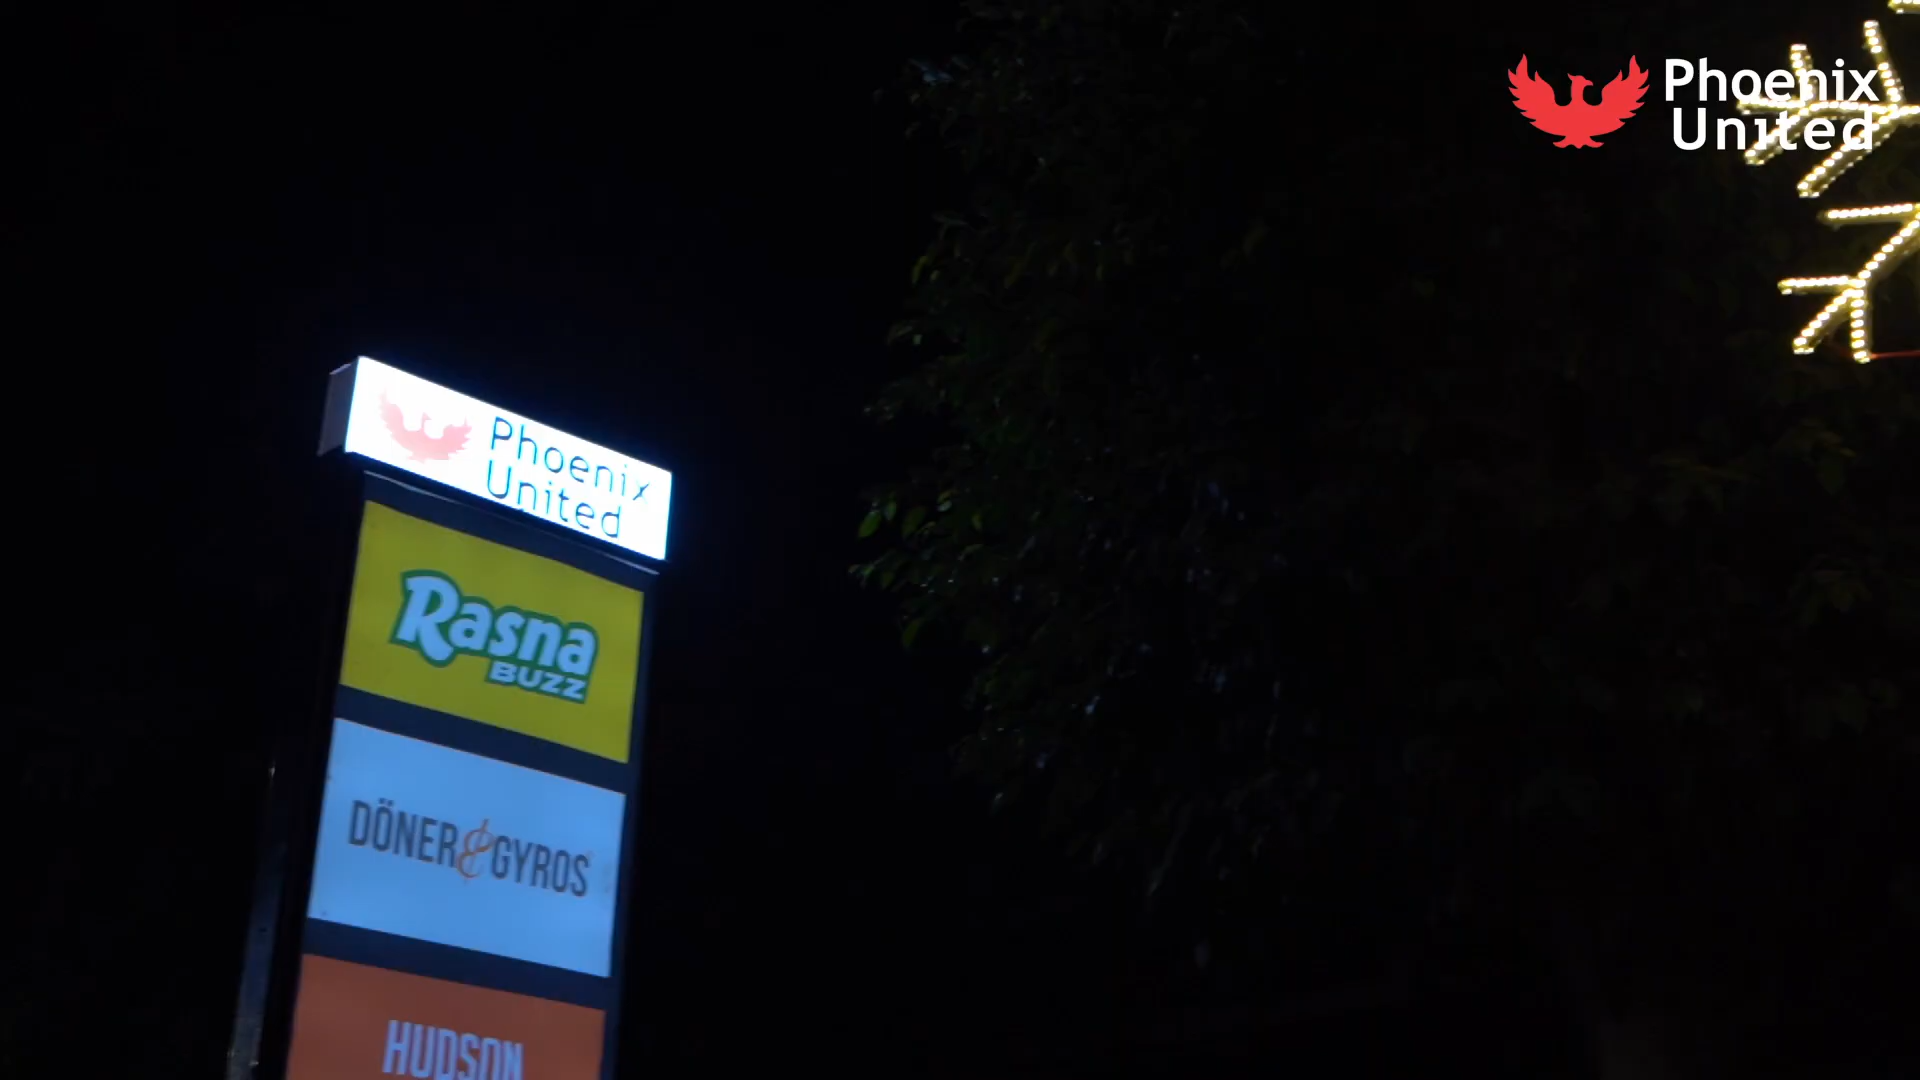 Phoenix
United
Phoenix
United
Rasna
BUZZ
DÖNER&GYROS
HUDSON